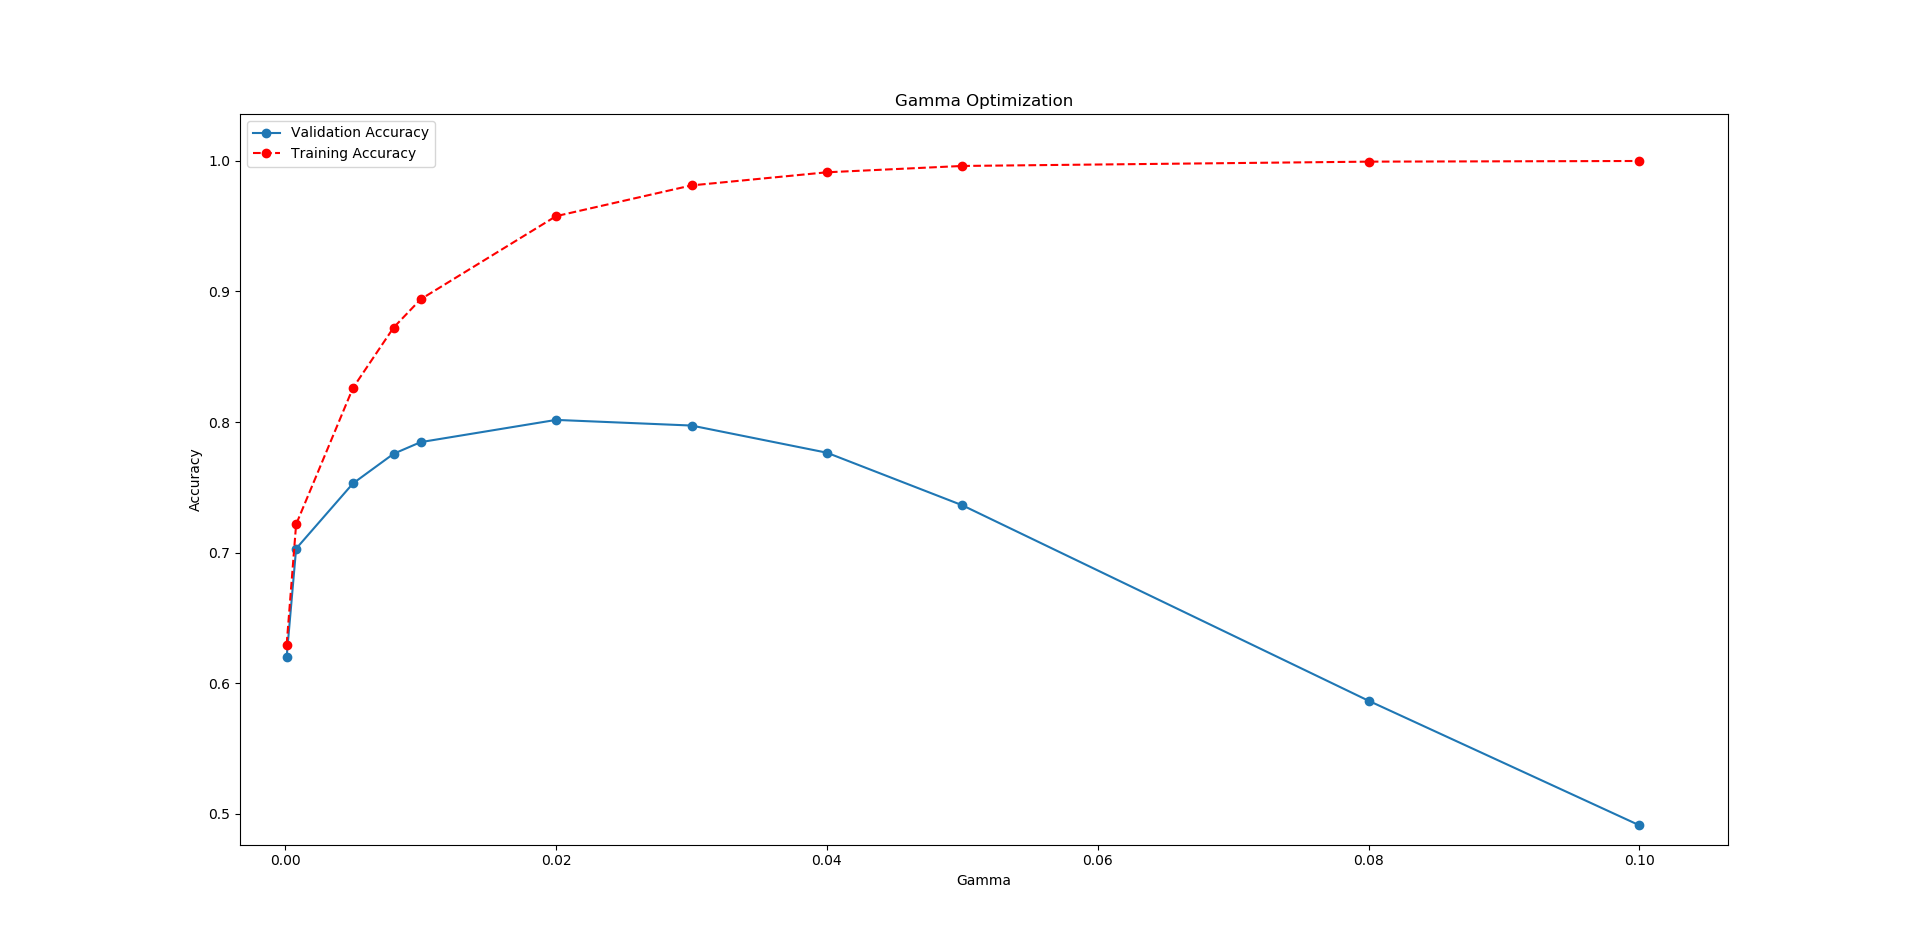 Gamma Optimization
Validation Accuracy
Training Accuracy
1.0
0.9
0.8
0.7
0.6
0.5
Accuracy
0.00 0.02 0.04 0.06 0.08 0.10
Gamma